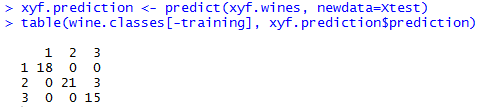 > xyf.prediction <- predict(xyf.wines, newdata=Xtest)
> table(wine.classes[-training], xyf.prediction$prediction)
1 2 3
1 18 0 0
2 0 21 3
3 0 0 15